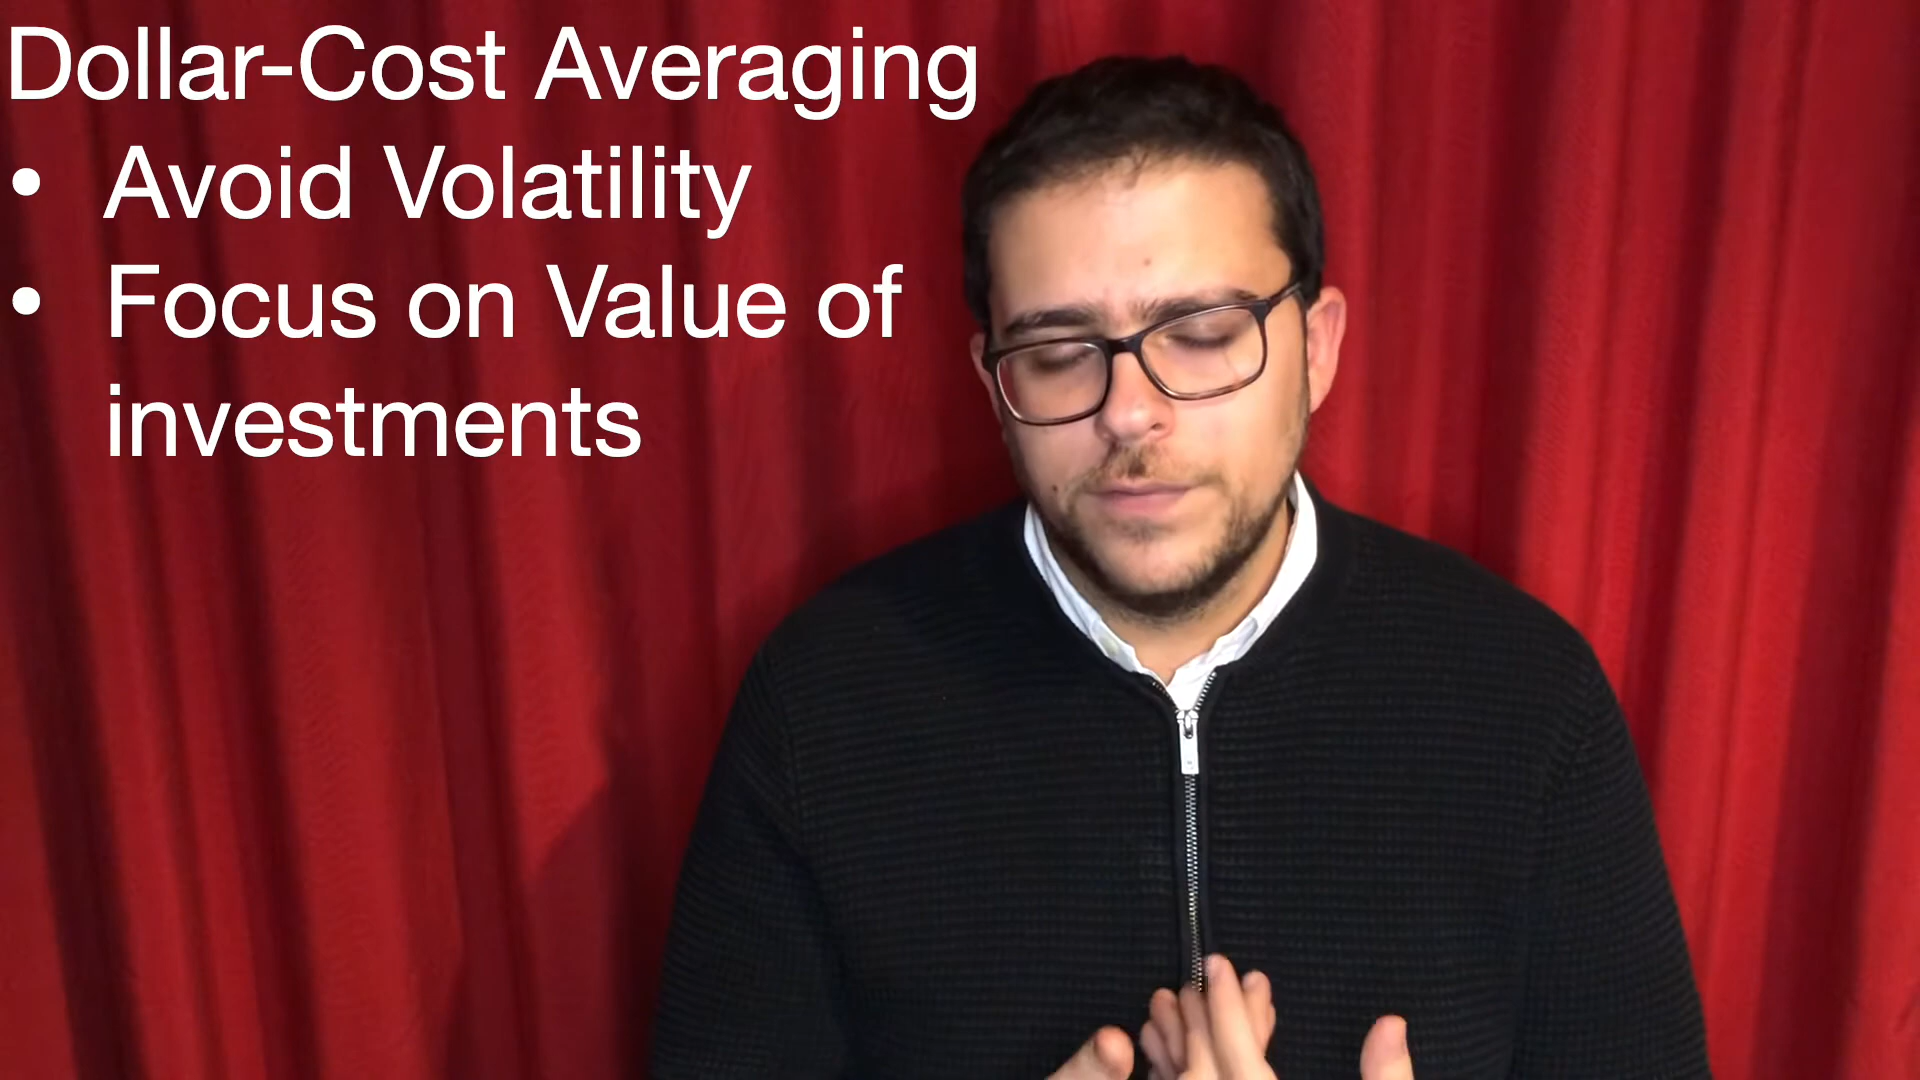 Dollar-Cost Averaging
• Avoid Volatility
• Focus on Value of
investments